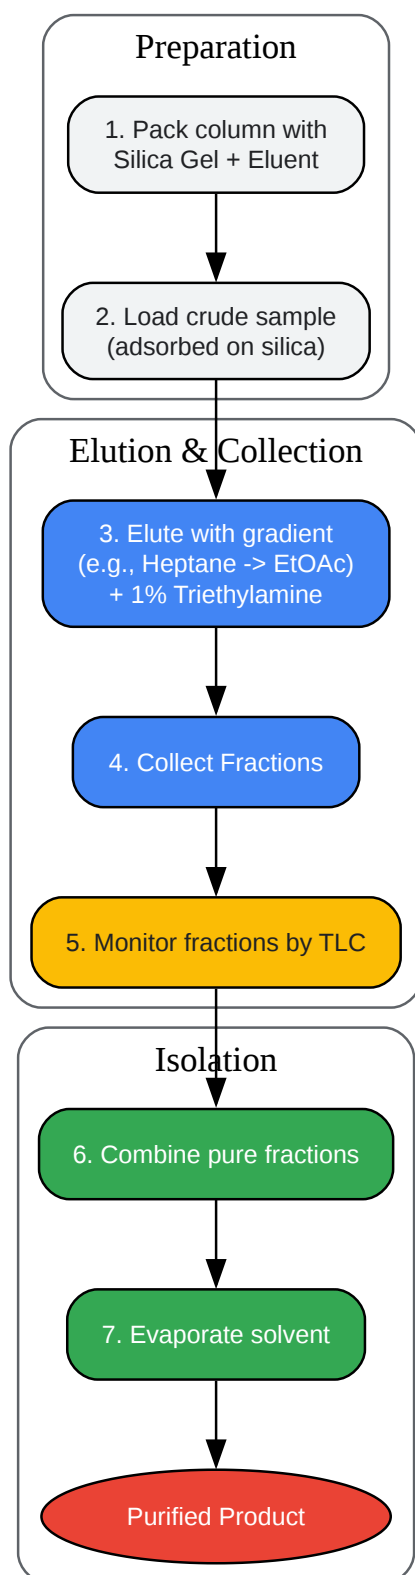 Preparation
1. Pack column with
Silica Gel + Eluent
2. Load crude sample
(adsorbed on silica)
Elution & Collection
3. Elute with gradient
(e.g., Heptane -> EtOAc)
+ 1% Triethylamine
4. Collect Fractions
5. Monitor fractions by TLC
Isolation
6. Combine pure fractions
7. Evaporate solvent
Purified Product